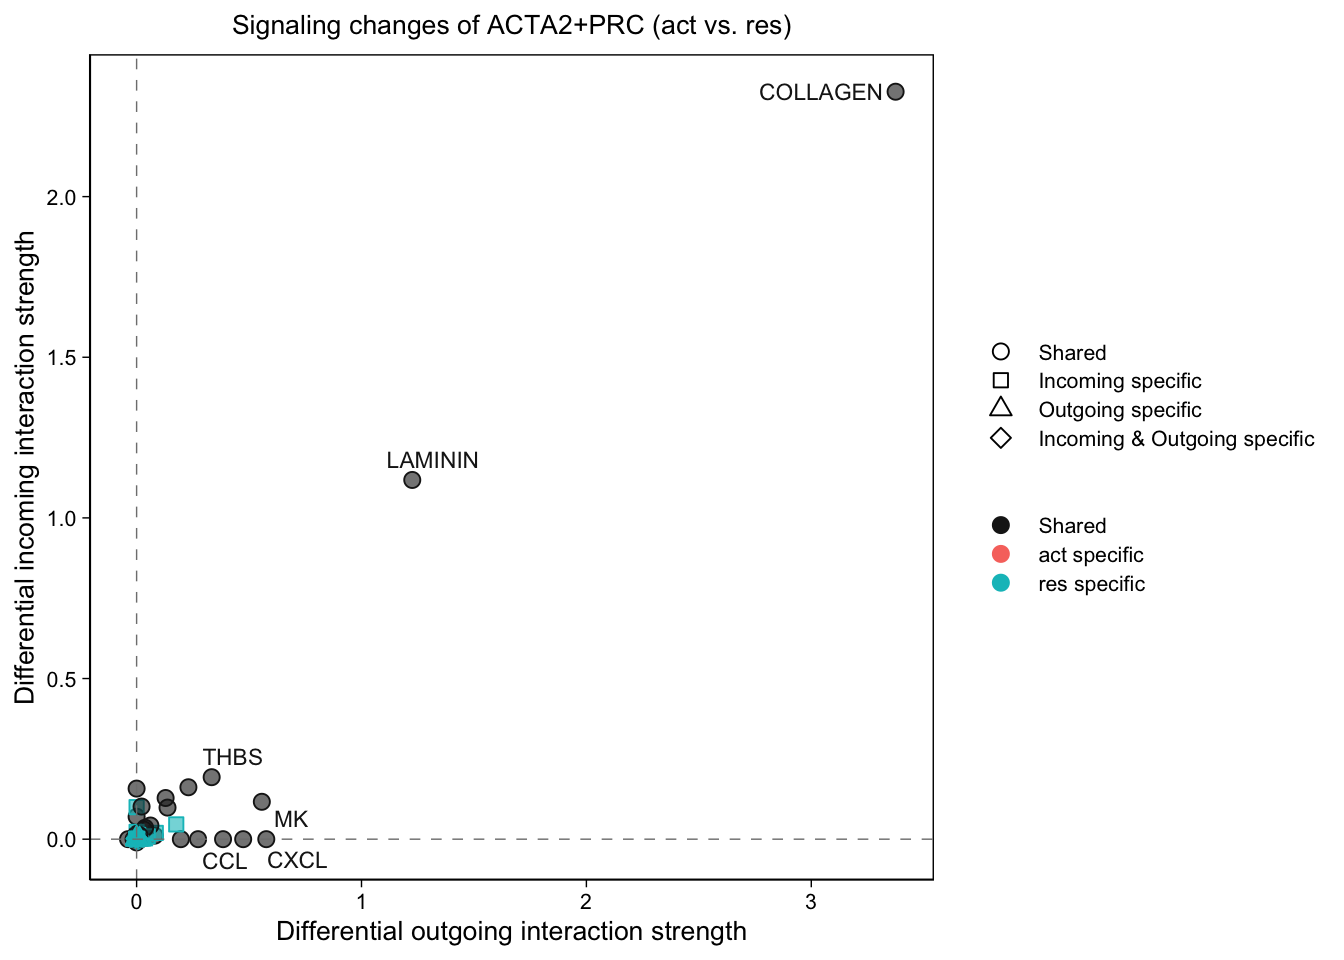 Signaling changes of ACTA2+PRC (act vs. res)
Differential incoming interaction strength
2.0
1.5
1.0
0.5
0.0
COLLAGEN
LAMININ
THBS
MK
CCL
CXCL
0
1
2
3
Differential outgoing interaction strength
Shared
Incoming specific
Outgoing specific
Incoming & Outgoing specific
Shared
act specific
res specific